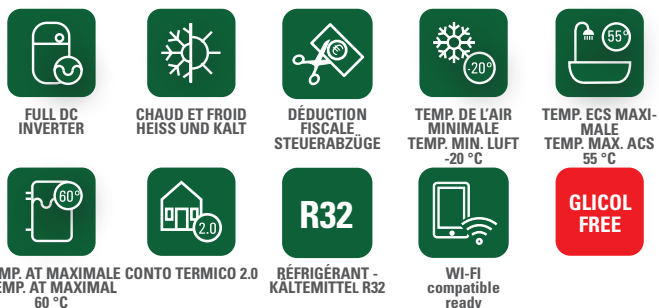 -20°
55°
FULL DC
INVERTER
CHAUD ET FROID
HEISS UND KALT
DÉDUCTION
FISCALE
STEUERABZÜGE
TEMP. DE L'AIR
MINIMALE
TEMP. MIN. LUFT
-20 °C
TEMP. ECS MAXI-
MALE
TEMP. MAX. ACS
55 °C
60°
2.0
R32
GLICOL
FREE
MP. AT MAXIMALE
EMP. AT MAXIMAL
60 °C
CONTO TERMICO 2.0
RÉFRIGÉRANT -
KÄLTEMITTEL R32
WI-FI
compatible
ready